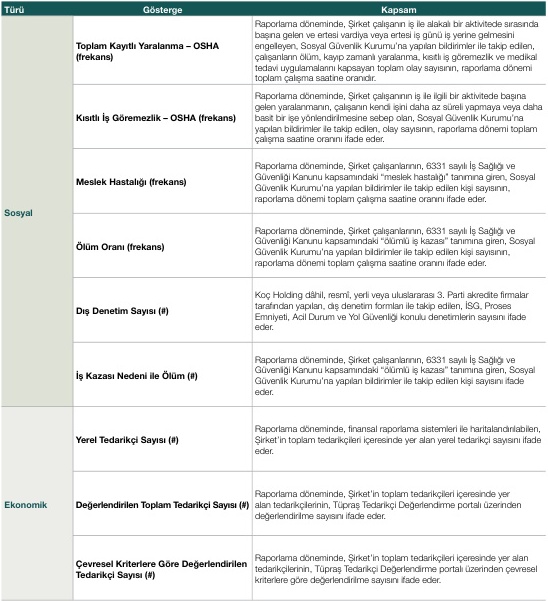 Türü Gösterge Kapsam
Sosyal
Toplam Kayıtlı Yaralanma – OSHA
(frekans)
Raporlama döneminde, Şirket çalışanın iş ile alakalı bir aktivitede sırasında
başına gelen ve ertesi vardiya veya ertesi iş günü iş yerine gelmesini
engelleyen, Sosyal Güvenlik Kurumu'na yapılan bildirimler ile takip edilen,
çalışanların ölüm, kayıp zamanlı yaralanma, kısıtlı iş göremezlik ve medikal
tedavi uygulamalarını kapsayan toplam olay sayısının, raporlama dönemi
toplam çalışma saatine oranıdır.
Kısıtlı İş Göremezlik – OSHA (frekans)
Raporlama döneminde, Şirket çalışanının iş ile ilgili bir aktivitede başına
gelen yaralanmanın, çalışanın kendi işini daha az süreli yapmaya veya daha
basit bir işe yönlendirilmesine sebep olan, Sosyal Güvenlik Kurumu'na
yapılan bildirimler ile takip edilen, olay sayısının, raporlama dönemi toplam
çalışma saatine oranı ifade eder.
Meslek Hastalığı (frekans)
Raporlama döneminde, Şirket çalışanlarının, 6331 sayılı İş Sağlığı ve
Güvenliği Kanunu kapsamındaki “meslek hastalığı” tanımına giren, Sosyal
Güvenlik Kurumu'na yapılan bildirimler ile takip edilen kişi sayısının,
raporlama dönemi toplam çalışma saatine oranını ifade eder.
Ölüm Oranı (frekans)
Raporlama döneminde, Şirket çalışanlarının, 6331 sayılı İş Sağlığı ve
Güvenliği Kanunu kapsamındaki “ölümlü iş kazası” tanımına giren, Sosyal
Güvenlik Kurumu'na yapılan bildirimler ile takip edilen kişi sayısının,
raporlama dönemi toplam çalışma saatine oranını ifade eder.
Dış Denetim Sayısı (#)
Koç Holding dâhil, resmî, yerli veya uluslararası 3. Parti akredite firmalar
tarafından yapılan, dış denetim formları ile takip edilen, İSG, Proses
Emniyeti, Acil Durum ve Yol Güvenliği konulu denetimlerin sayısını ifade
eder.
İş Kazası Nedeni ile Ölüm (#)
Raporlama döneminde, Şirket çalışanlarının, 6331 sayılı İş Sağlığı ve
Güvenliği Kanunu kapsamındaki “ölümlü iş kazası” tanımına giren, Sosyal
Güvenlik Kurumu'na yapılan bildirimler ile takip edilen kişi sayısını ifade
eder.
Ekonomik
Yerel Tedarikçi Sayısı (#)
Raporlama döneminde, finansal raporlama sistemleri ile haritalandırılabilen,
Şirket'in toplam tedarikçileri içeresinde yer alan yerel tedarikçi sayısını ifade
eder.
Değerlendirilen Toplam Tedarikçi Sayısı (#)
Raporlama döneminde, Şirket'in toplam tedarikçileri içeresinde yer
alan tedarikçilerinin, Tüpraş Tedarikçi Değerlendirme portalı üzerinden
değerlendirilme sayısını ifade eder.
Çevresel Kriterlere Göre Değerlendirilen
Tedarikçi Sayısı (#)
Raporlama döneminde, Şirket'in toplam tedarikçileri içeresinde yer alan
tedarikçilerinin, Tüpraş Tedarikçi Değerlendirme portalı üzerinden çevresel
kriterlere göre değerlendirilme sayısını ifade eder.